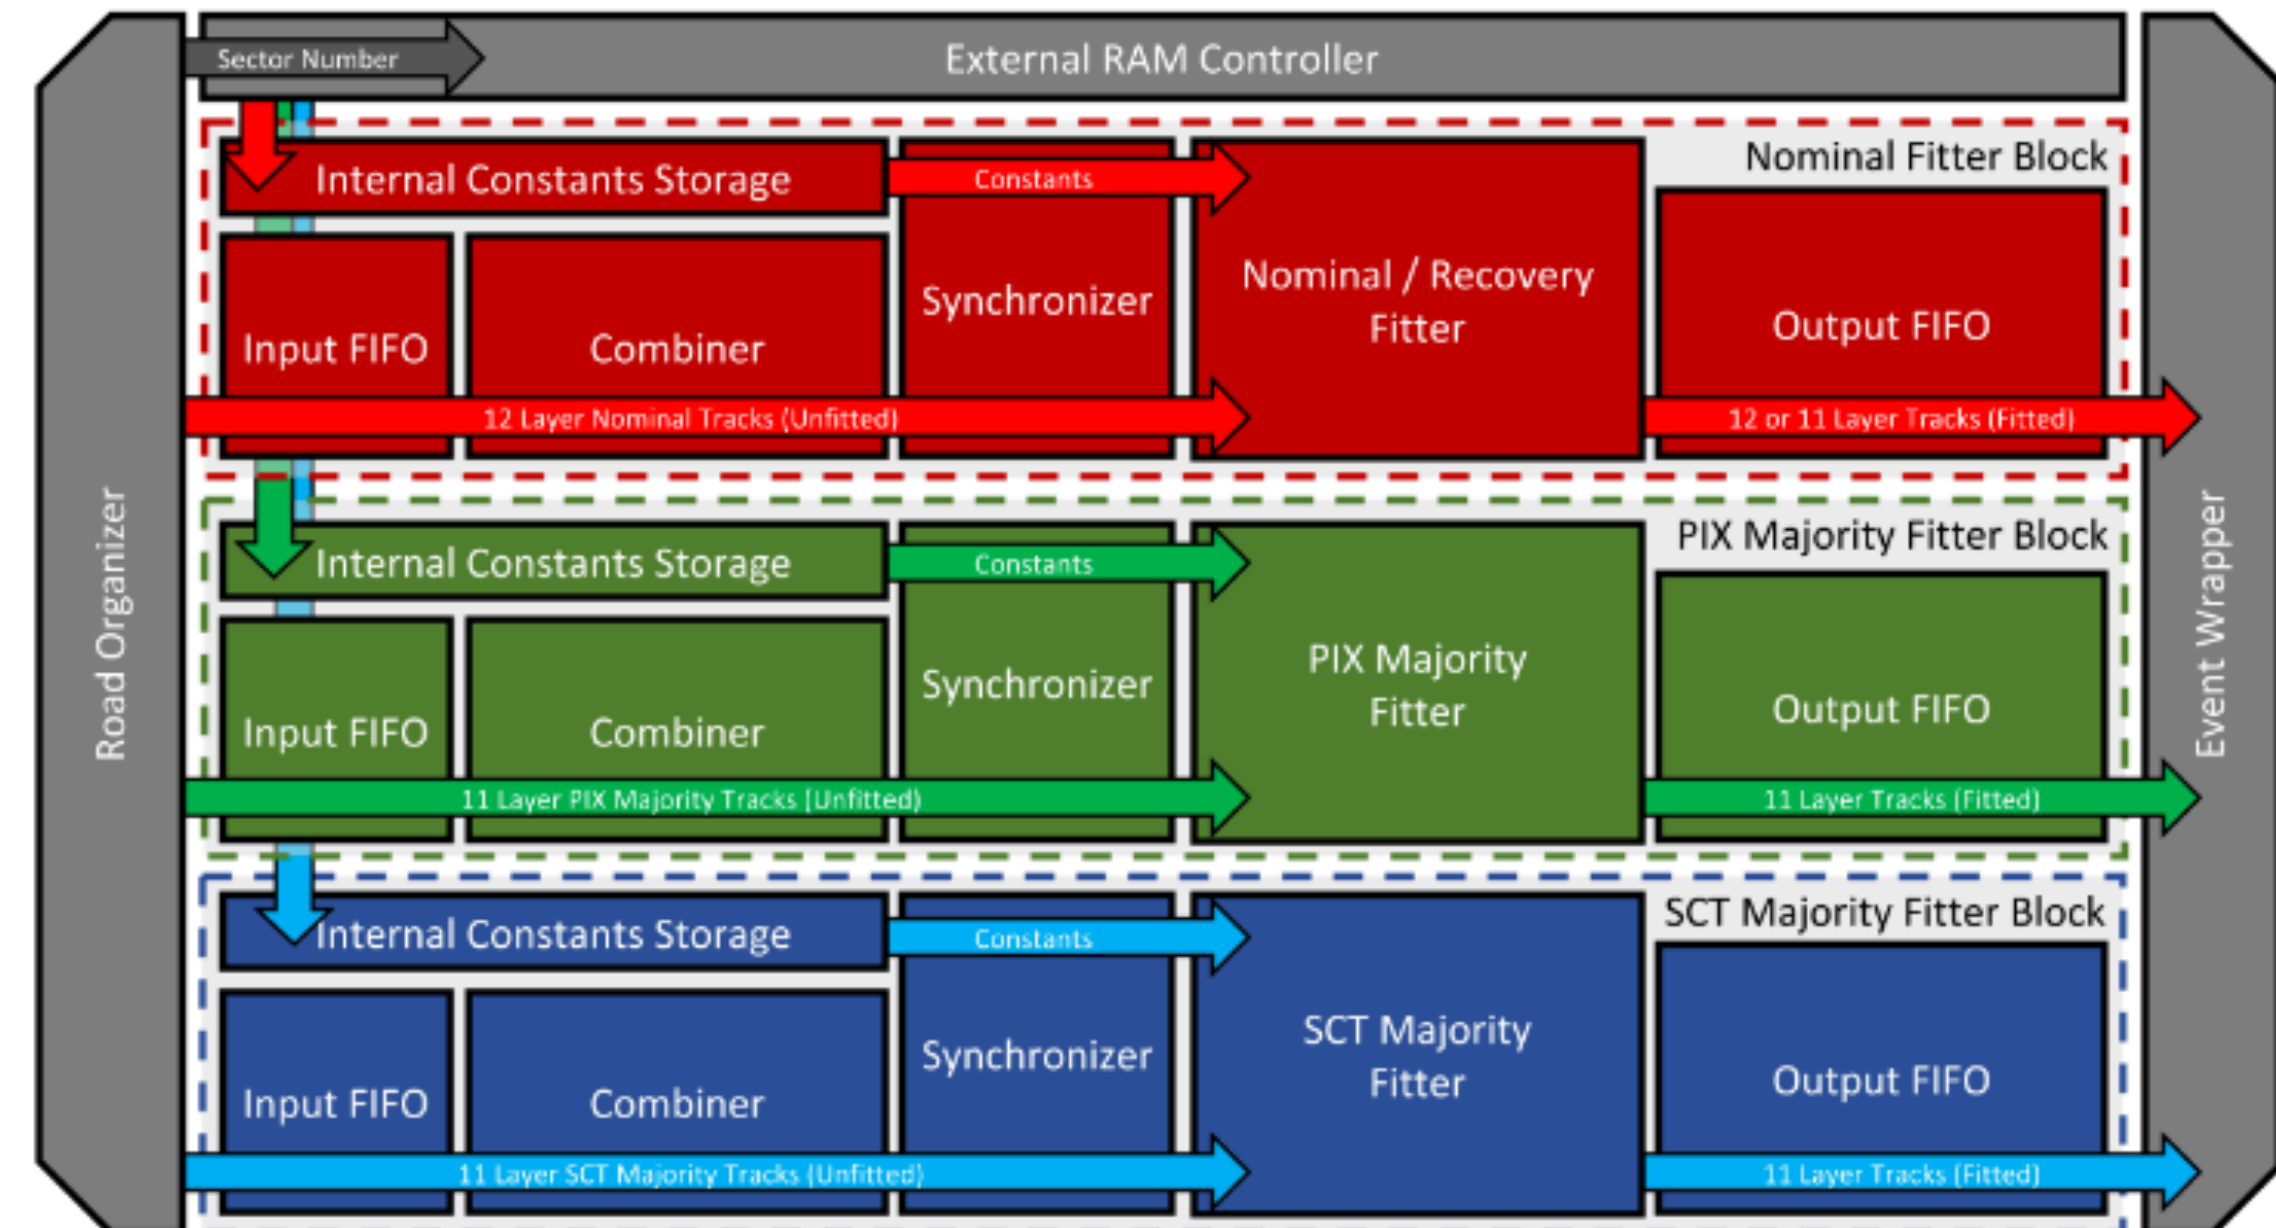 Sector Number
External RAM Controller
Road Organizer
Event Wrapper
Nominal Fitter Block
Internal Constants Storage
Constants
Input FIFO
Combiner
Synchronizer
Nominal / Recovery
Fitter
Output FIFO
12 Layer Nominal Tracks (Unfitted)
12 or 11 Layer Tracks (Fitted)
PIX Majority Fitter Block
Internal Constants Storage
Constants
Input FIFO
Combiner
Synchronizer
PIX Majority
Fitter
Output FIFO
11 Layer PIX Majority Tracks (Unfitted)
11 Layer Tracks (Fitted)
SCT Majority Fitter Block
Internal Constants Storage
Constants
Input FIFO
Combiner
Synchronizer
SCT Majority
Fitter
Output FIFO
11 Layer SCT Majority Tracks (Unfitted)
11 Layer Tracks (Fitted)